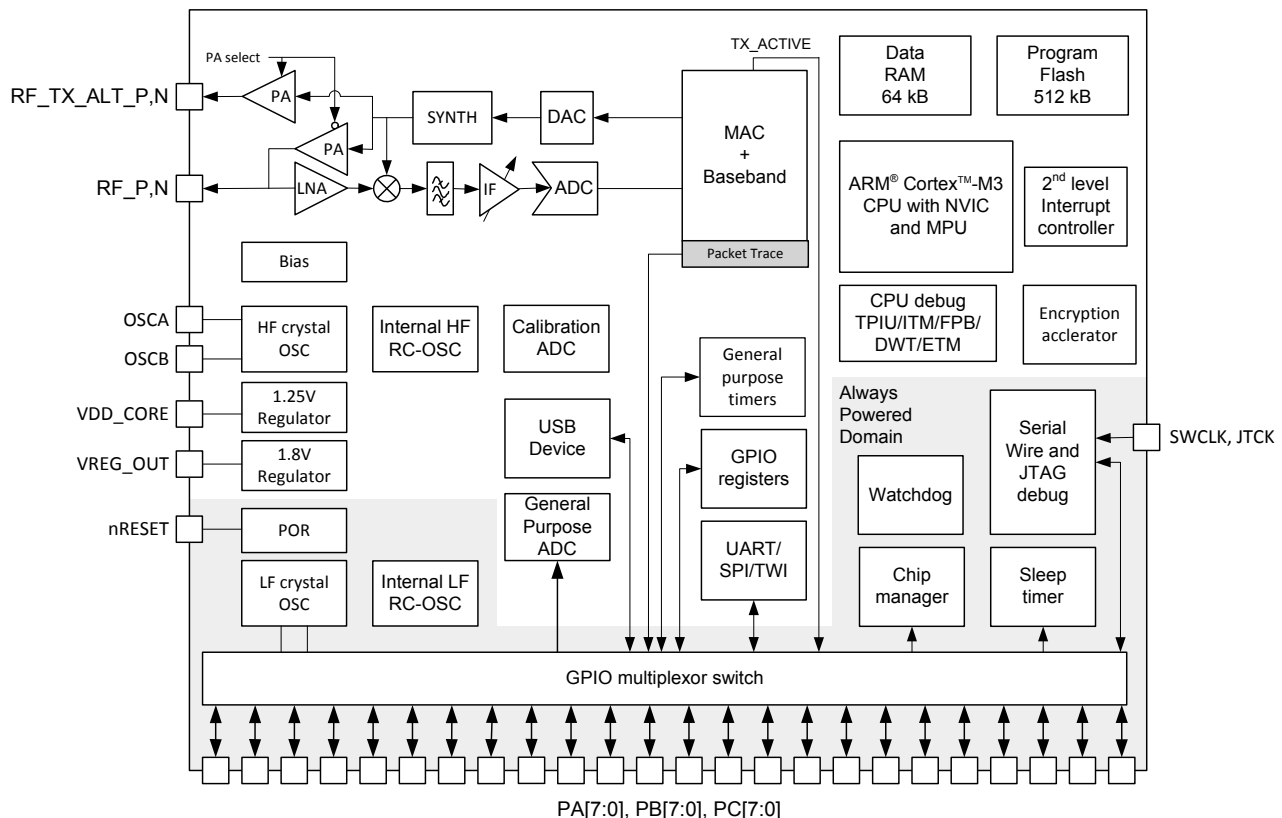 TX_ACTIVE
PA select
RF_TX_ALT_P,N
PA
SYNTH
DAC
MAC
+
Baseband
Data
RAM
64 kB
Program
Flash
512 kB
PA
RF_P,N
LNA
IF
ADC
ARM® Cortex™-M3
CPU with NVIC
and MPU
2nd level
Interrupt
controller
Packet Trace
Bias
OSCA
OSCB
HF crystal
OSC
Internal HF
RC-OSC
Calibration
ADC
CPU debug
TPIU/ITM/FPB/
DWT/ETM
Encryption
acclerator
General
purpose
timers
VDD_CORE
1.25V
Regulator
USB
Device
Always
Powered
Domain
Serial
Wire and
JTAG
debug
SWCLK, JTCK
VREG_OUT
1.8V
Regulator
GPIO
registers
Watchdog
nRESET
POR
General
Purpose
ADC
UART/
SPI/TWI
LF crystal
OSC
Internal LF
RC-OSC
Chip
manager
Sleep
timer
GPIO multiplexor switch
PA[7:0], PB[7:0], PC[7:0]